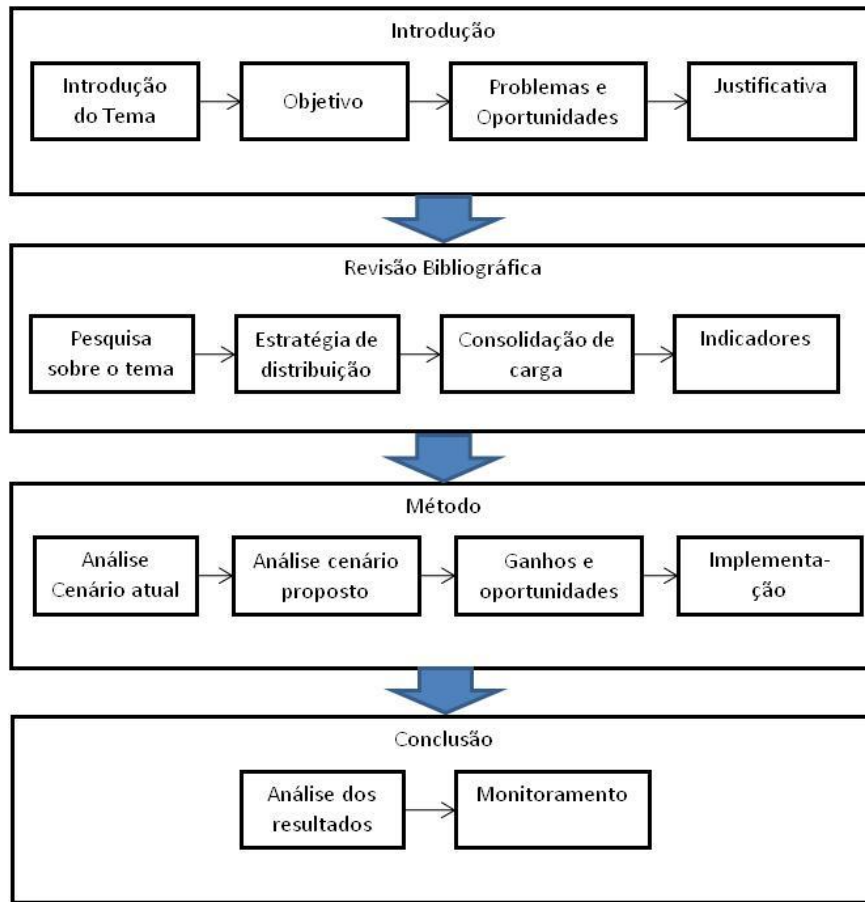 Introdução
Introdução
do Tema
Objetivo
Problemas e
Oportunidades
Justificativa
Revisão Bibliográfica
Pesquisa
sobre o tema
Estratégia de
distribuição
Consolidação de
carga
Indicadores
Método
Análise
Cenário atual
Análise cenário
proposto
Ganhos e
oportunidades
Implementa-
ção
Conclusão
Análise dos
resultados
Monitoramento